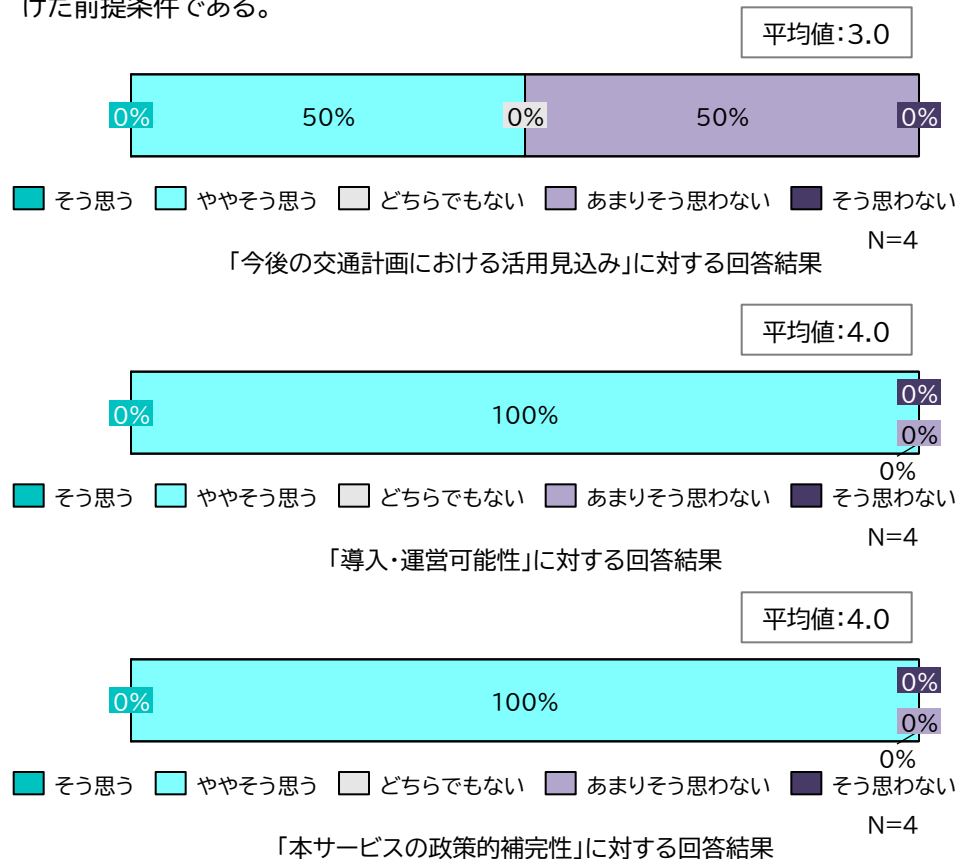 けた前提条件である。
平均値：3.0
0% 50% 0% 50% 0%
そう思う ややそう思う どちらでもない あまりそう思わない そう思わない
N=4
「今後の交通計画における活用見込み」に対する回答結果
平均値：4.0
0% 100% 0%
0%
0%
そう思う ややそう思う どちらでもない あまりそう思わない そう思わない
N=4
「導入・運営可能性」に対する回答結果
平均値：4.0
0% 100% 0%
0%
0%
そう思う ややそう思う どちらでもない あまりそう思わない そう思わない
N=4
「本サービスの政策的補完性」に対する回答結果